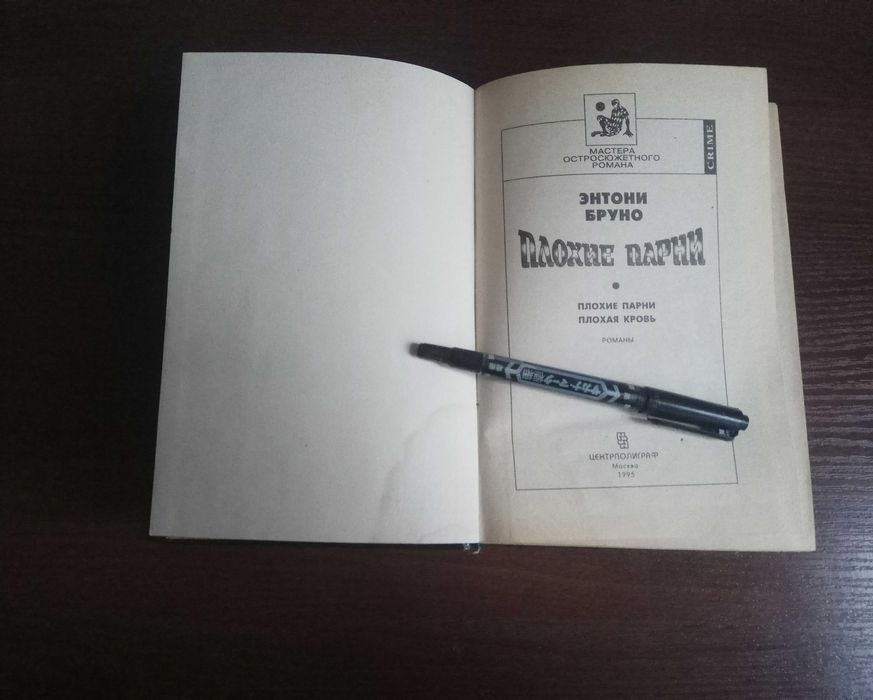 МАСТЕРА
ОСТРОСЮЖЕТНОГО
РОМАНА
CRIME
ЭНТОНИ
БРУНО
ПЛОХИЕ ПАРНИ
ПЛОХИЕ ПАРНИ
ПЛОХАЯ КРОВЬ
РОМАНЫ
ЦЕНТРПОЛИГРАФ
Москва
1995